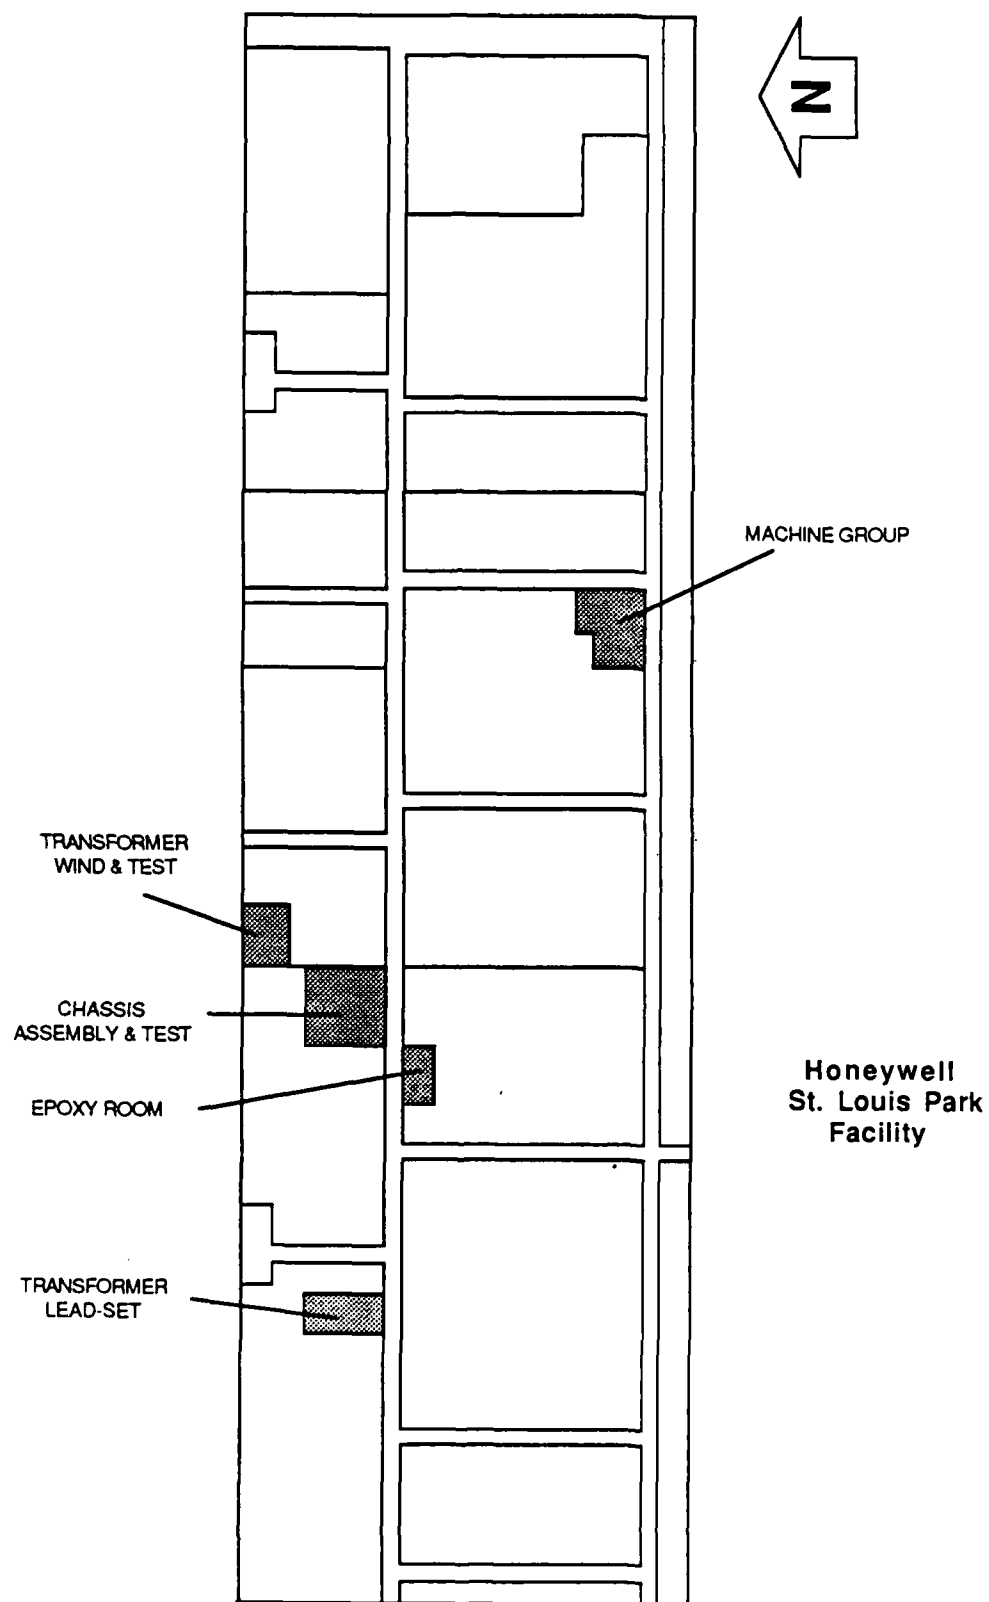 N
MACHINE GROUP
TRANSFORMER
WIND & TEST
CHASSIS
ASSEMBLY & TEST
EPOXY ROOM
Honeywell
St. Louis Park
Facility
TRANSFORMER
LEAD-SET